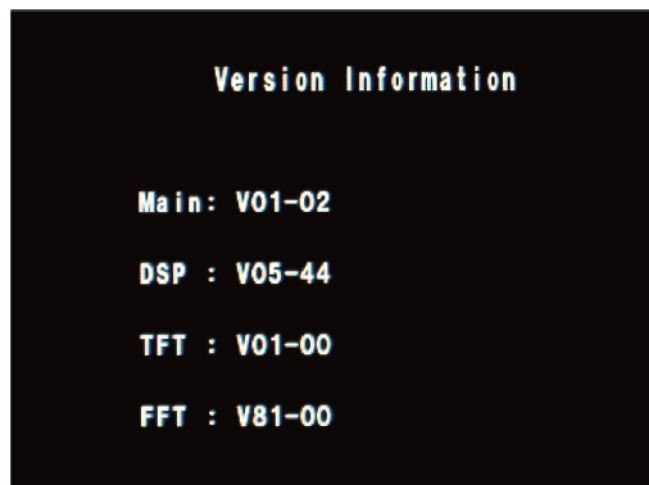 Version Information
Main: V01-02
DSP : V05-44
TFT : V01-00
FFT : V81-00